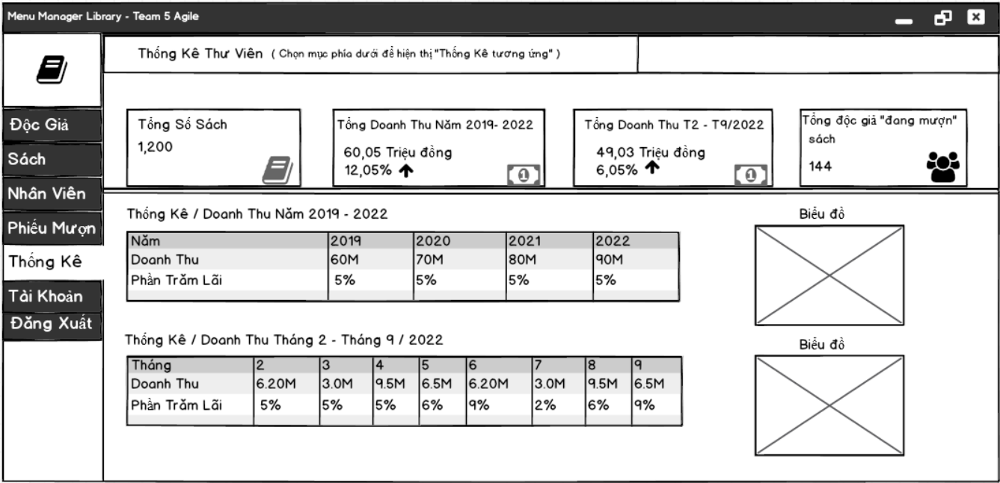 Menu Manager Library - Team 5 Agile
Thống Kê Thư Viên ( Chọn mục phía dưới để hiện thị "Thống Kê tương ứng" )
Độc Giả
Sách
Nhân Viên
Phiếu Mượn
Thống Kê
Tài Khoản
Đăng Xuất
Tổng Số Sách
1,200
Tổng Doanh Thu Năm 2019- 2022
60,05 Triệu đồng
12,05%
1
Tổng Doanh Thu T2 - T9/2022
49,03 Triệu đồng
6,05%
1
Tổng độc giả "đang mượn"
sách
144
Thống Kê / Doanh Thu Năm 2019 - 2022
Năm 2019 2020 2021 2022
Doanh Thu 60M 70M 80M 90M
Phần Trăm Lãi 5% 5% 5% 5%
Biểu đồ
Thống Kê / Doanh Thu Tháng 2 - Tháng 9 / 2022
Tháng 2 3 4 5 6 7 8 9
Doanh Thu 6.20M 3.0M 9.5M 6.5M 6.20M 3.0M 9.5M 6.5M
Phần Trăm Lãi 5% 5% 5% 6% 9% 2% 6% 9%
Biểu đồ